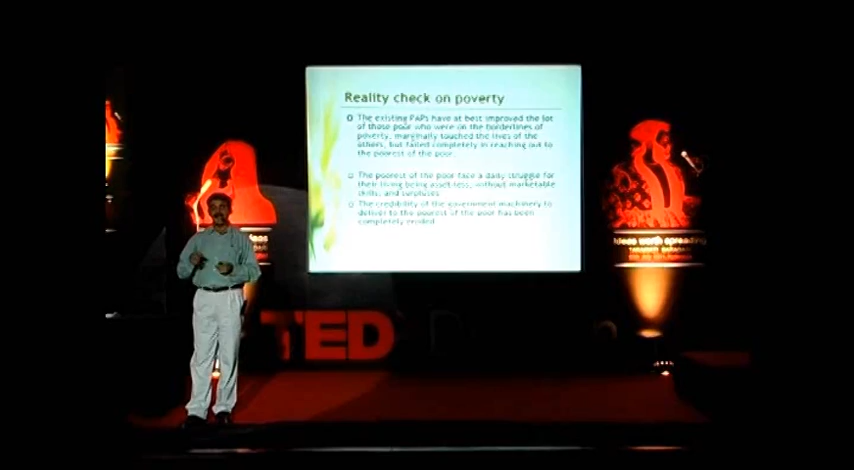 Reality check on poverty
The existing PAPs have at best improved the lot
of those poor who were on the borderlines of
poverty, marginally touched the lives of the
others, but failed completely in reaching out to
the poorest of the poor.
The poorest of the poor face a daily struggle for
their living being asset-less, without marketable
skills, and surpluses
The credibility of the government machinery to
deliver to the poorest of the poor has been
completely eroded
Ideas
Ideas worth spreading
TED